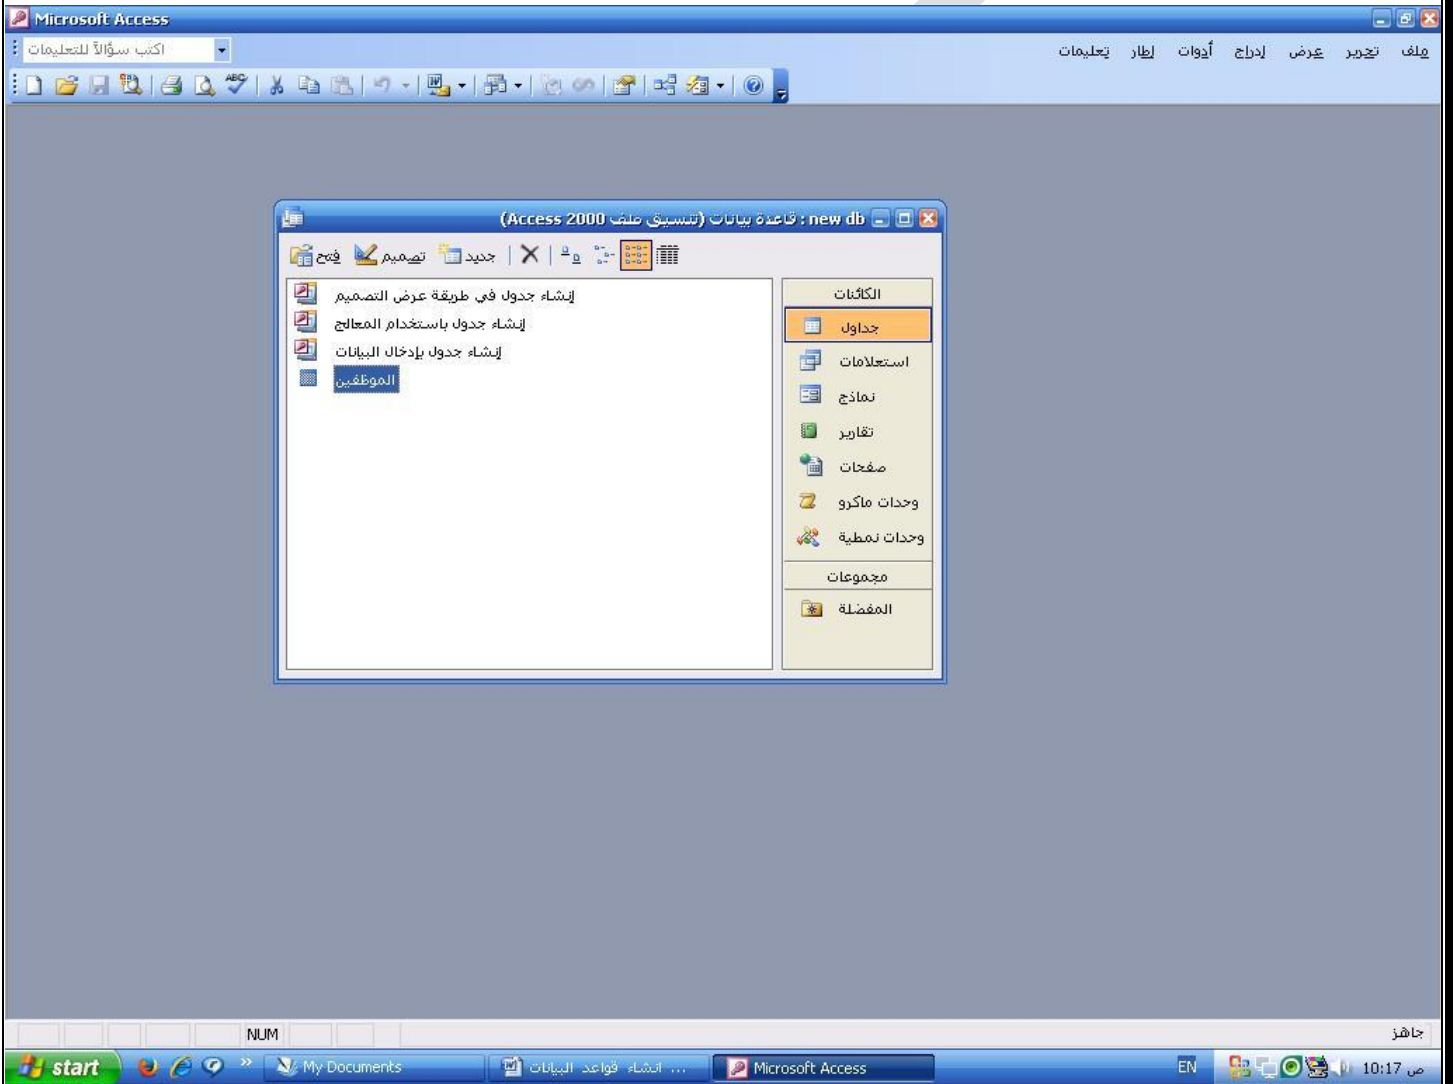 Microsoft Access
ملف تحرير عرض إدراج أدوات إطار تعليمات
اكتب سؤالاً للتعليمات
ABC
new db : قاعدة بيانات (تنسيق ملف Access 2000)
فتح تصميم جديد
إنشاء جدول في طريقة عرض التصميم
إنشاء جدول باستخدام المعالج
إنشاء جدول بإدخال البيانات
الموظفين
الكائنات
جداول
استعلامات
نماذج
تقارير
صفحات
وحدات ماكرو
وحدات نمطية
مجموعات
المفضلة
جاهز
NUM
start
My Documents
انشاء قواعد البيانات ...
Microsoft Access
EN
10:17 ص